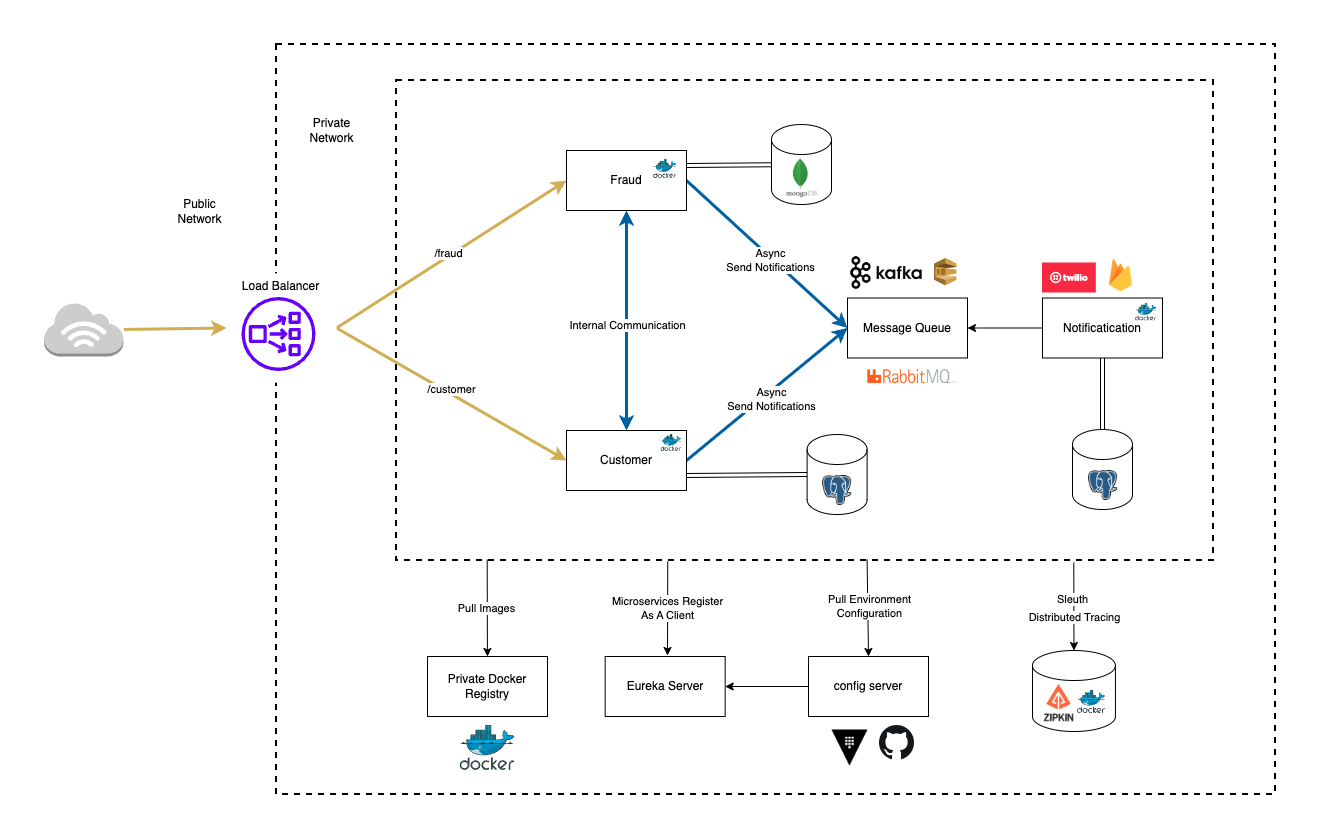 Private
Network
Public
Network
Load Balancer
/fraud
/customer
Fraud
docker
mongoDB
Internal Communication
Async
Send Notifications
Async
Send Notifications
Customer
docker
kafka
Message Queue
RabbitMQ
twilio
docker
Notificatication
Pull Images
Microservices Register
As A Client
Pull Environment
Configuration
Sleuth
Distributed Tracing
Private Docker
Registry
docker
Eureka Server
config server
ZIPKIN
docker